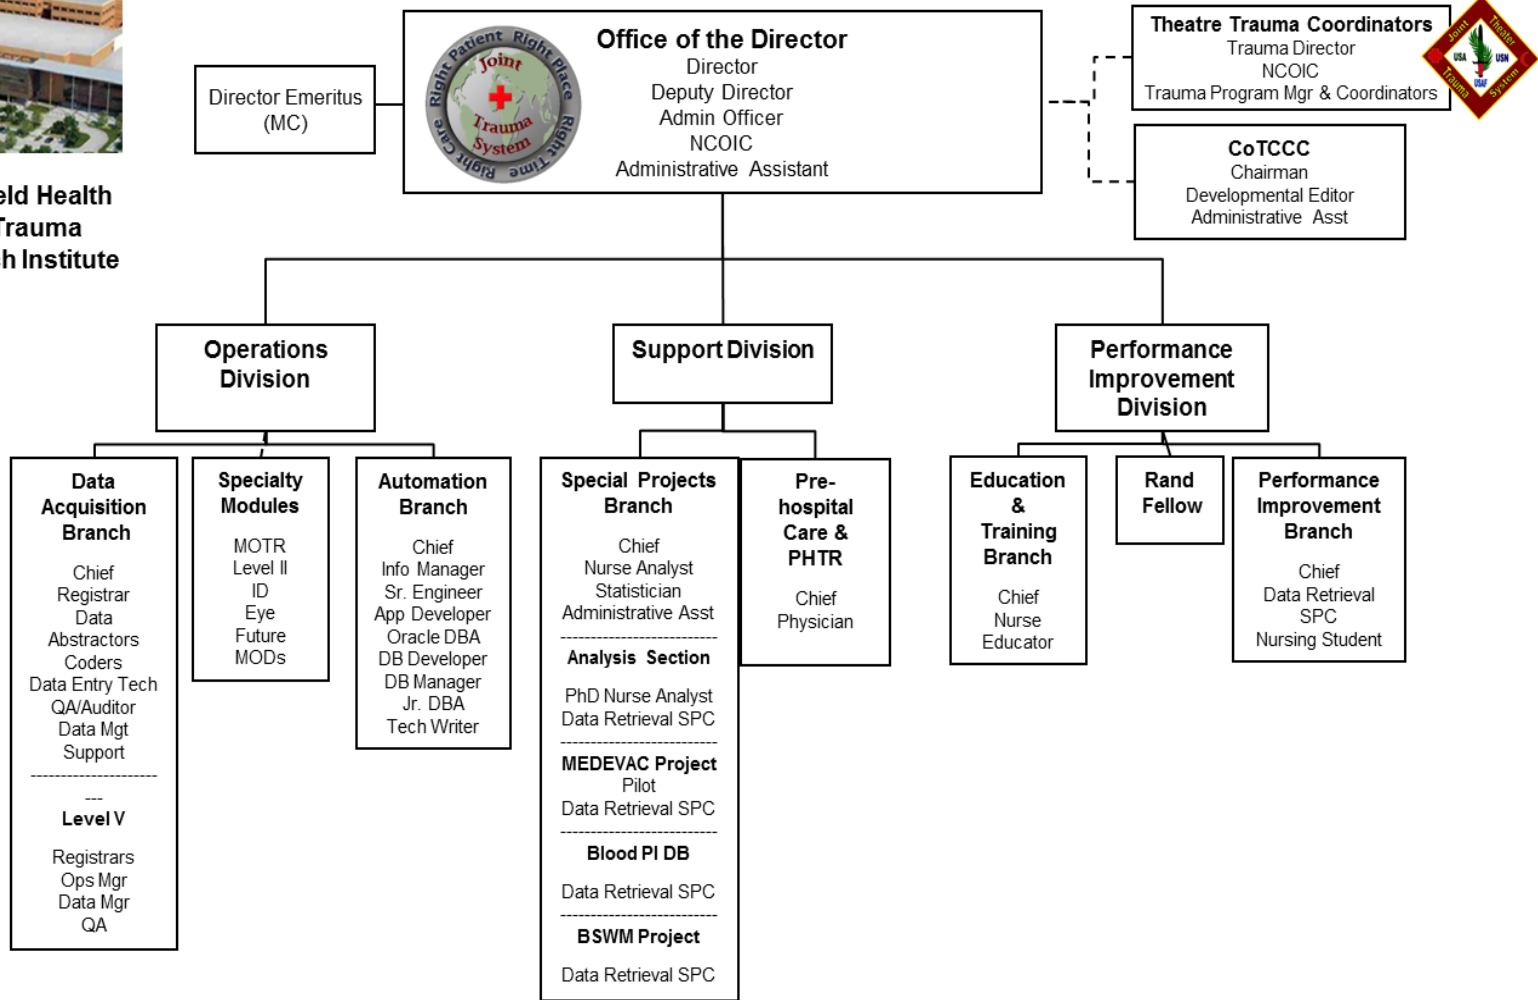 Office of the Director
Director
Deputy Director
Admin Officer
NCOIC
Administrative Assistant
Right Patient Right Place Right Time Right Care
Joint
Trauma
System
Director Emeritus
(MC)
Theatre Trauma Coordinators
Trauma Director
NCOIC
Trauma Program Mgr & Coordinators
Joint Theater
USA USN
USAF
Trauma System
CoTCCC
Chairman
Developmental Editor
Administrative Asst
eld Health
Trauma
h Institute
Operations
Division
Support Division
Performance
Improvement
Division
Data
Acquisition
Branch
Chief
Registrar
Data
Abstractors
Coders
Data Entry Tech
QA/Auditor
Data Mgt
Support
---------------------
---
Level V
Registrars
Ops Mgr
Data Mgr
QA
Specialty
Modules
MOTR
Level II
ID
Eye
Future
MODs
Automation
Branch
Chief
Info Manager
Sr. Engineer
App Developer
Oracle DBA
DB Developer
DB Manager
Jr. DBA
Tech Writer
Special Projects
Branch
Chief
Nurse Analyst
Statistician
Administrative Asst
--------------------------
Analysis Section
PhD Nurse Analyst
Data Retrieval SPC
--------------------------
MEDEVAC Project
Pilot
Data Retrieval SPC
--------------------------
Blood PI DB
Data Retrieval SPC
--------------------------
BSWM Project
Data Retrieval SPC
Pre-
hospital
Care &
PHTR
Chief
Physician
Education
&
Training
Branch
Chief
Nurse
Educator
Rand
Fellow
Performance
Improvement
Branch
Chief
Data Retrieval
SPC
Nursing Student